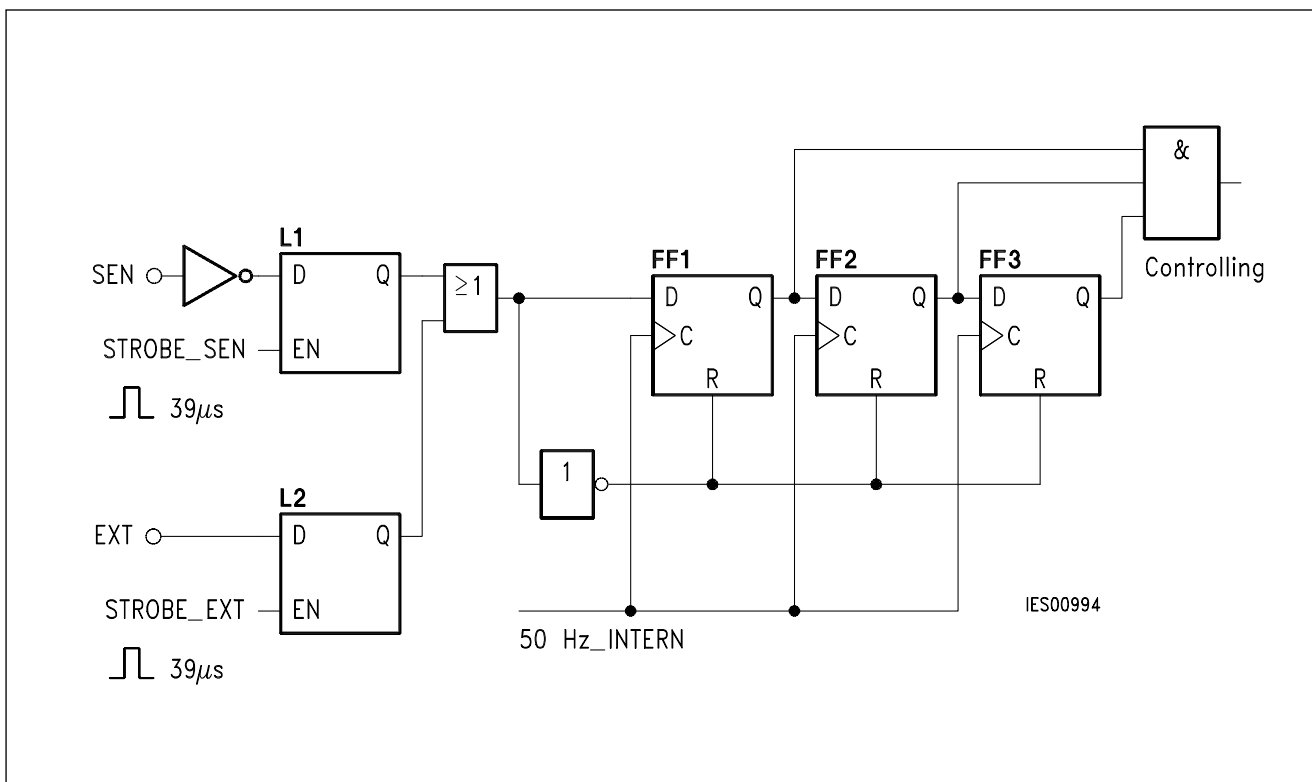 &
Controlling
SEN
L1
D Q
≥1
STROBE_SEN EN
39μs
FF1 FF2 FF3
D Q D Q D Q
C C C
R R R
1
L2
EXT D Q
STROBE_EXT EN
39μs
50 Hz_INTERN
IES00994